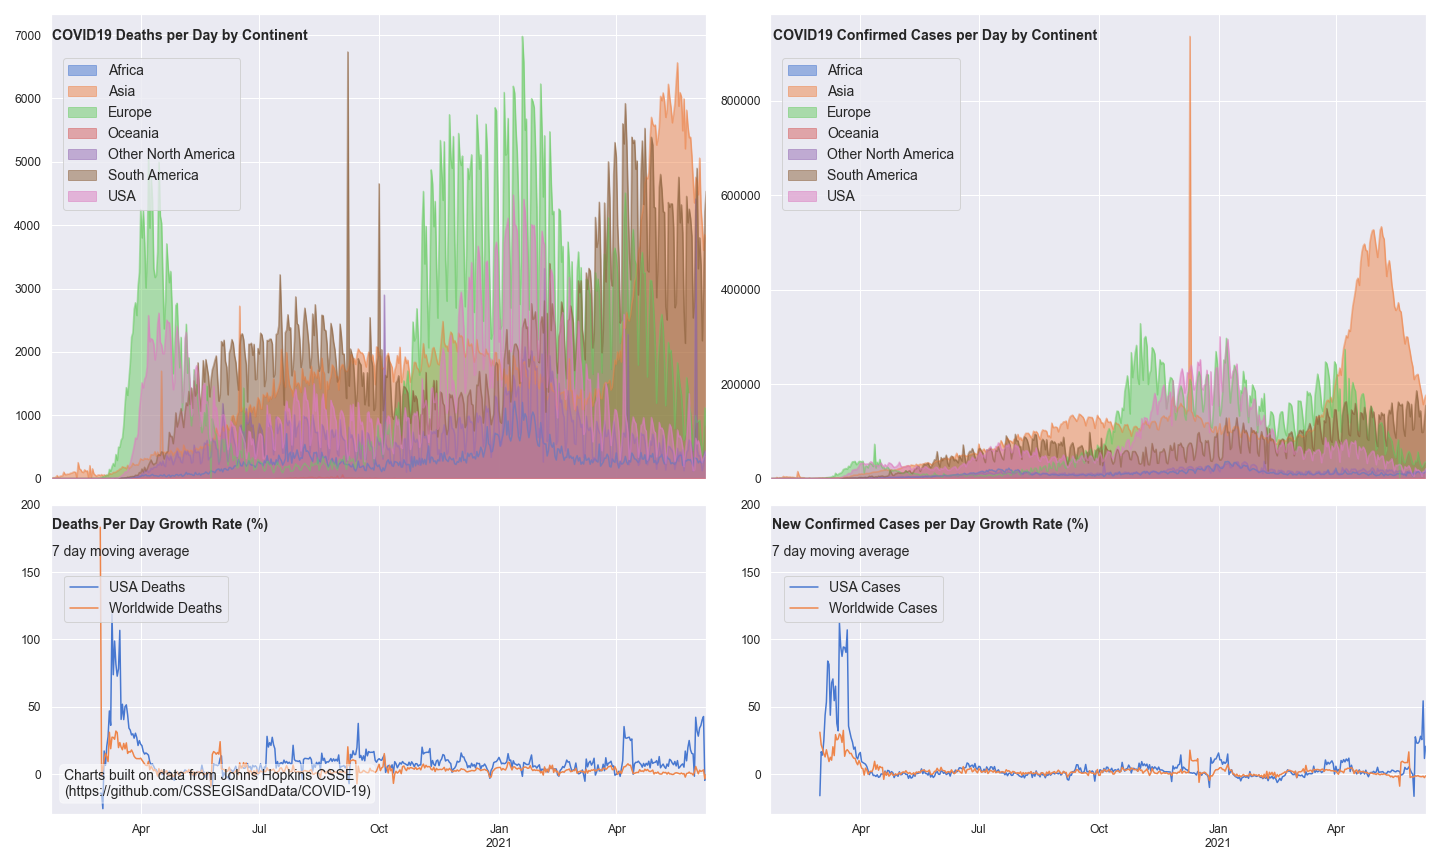 COVID19 Deaths per Day by Continent
Africa
Asia
Europe
Oceania
Other North America
South America
USA
7000
6000
5000
4000
3000
2000
1000
0
COVID19 Confirmed Cases per Day by Continent
Africa
Asia
Europe
Oceania
Other North America
South America
USA
800000
600000
400000
200000
0
Deaths Per Day Growth Rate (%)
7 day moving average
USA Deaths
Worldwide Deaths
200
150
100
50
0
Charts built on data from Johns Hopkins CSSE
(https://github.com/CSSEGISandData/COVID-19)
Apr
Jul
Oct
Jan
2021
Apr
New Confirmed Cases per Day Growth Rate (%)
7 day moving average
USA Cases
Worldwide Cases
200
150
100
50
0
Apr
Jul
Oct
Jan
2021
Apr